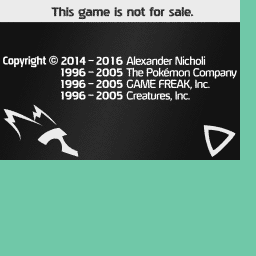 This game is not for sale.
Copyright © 2014 – 2016 Alexander Nicholi
1996 – 2005 The Pokémon Company
1996 – 2005 GAME FREAK, Inc.
1996 – 2005 Creatures, Inc.